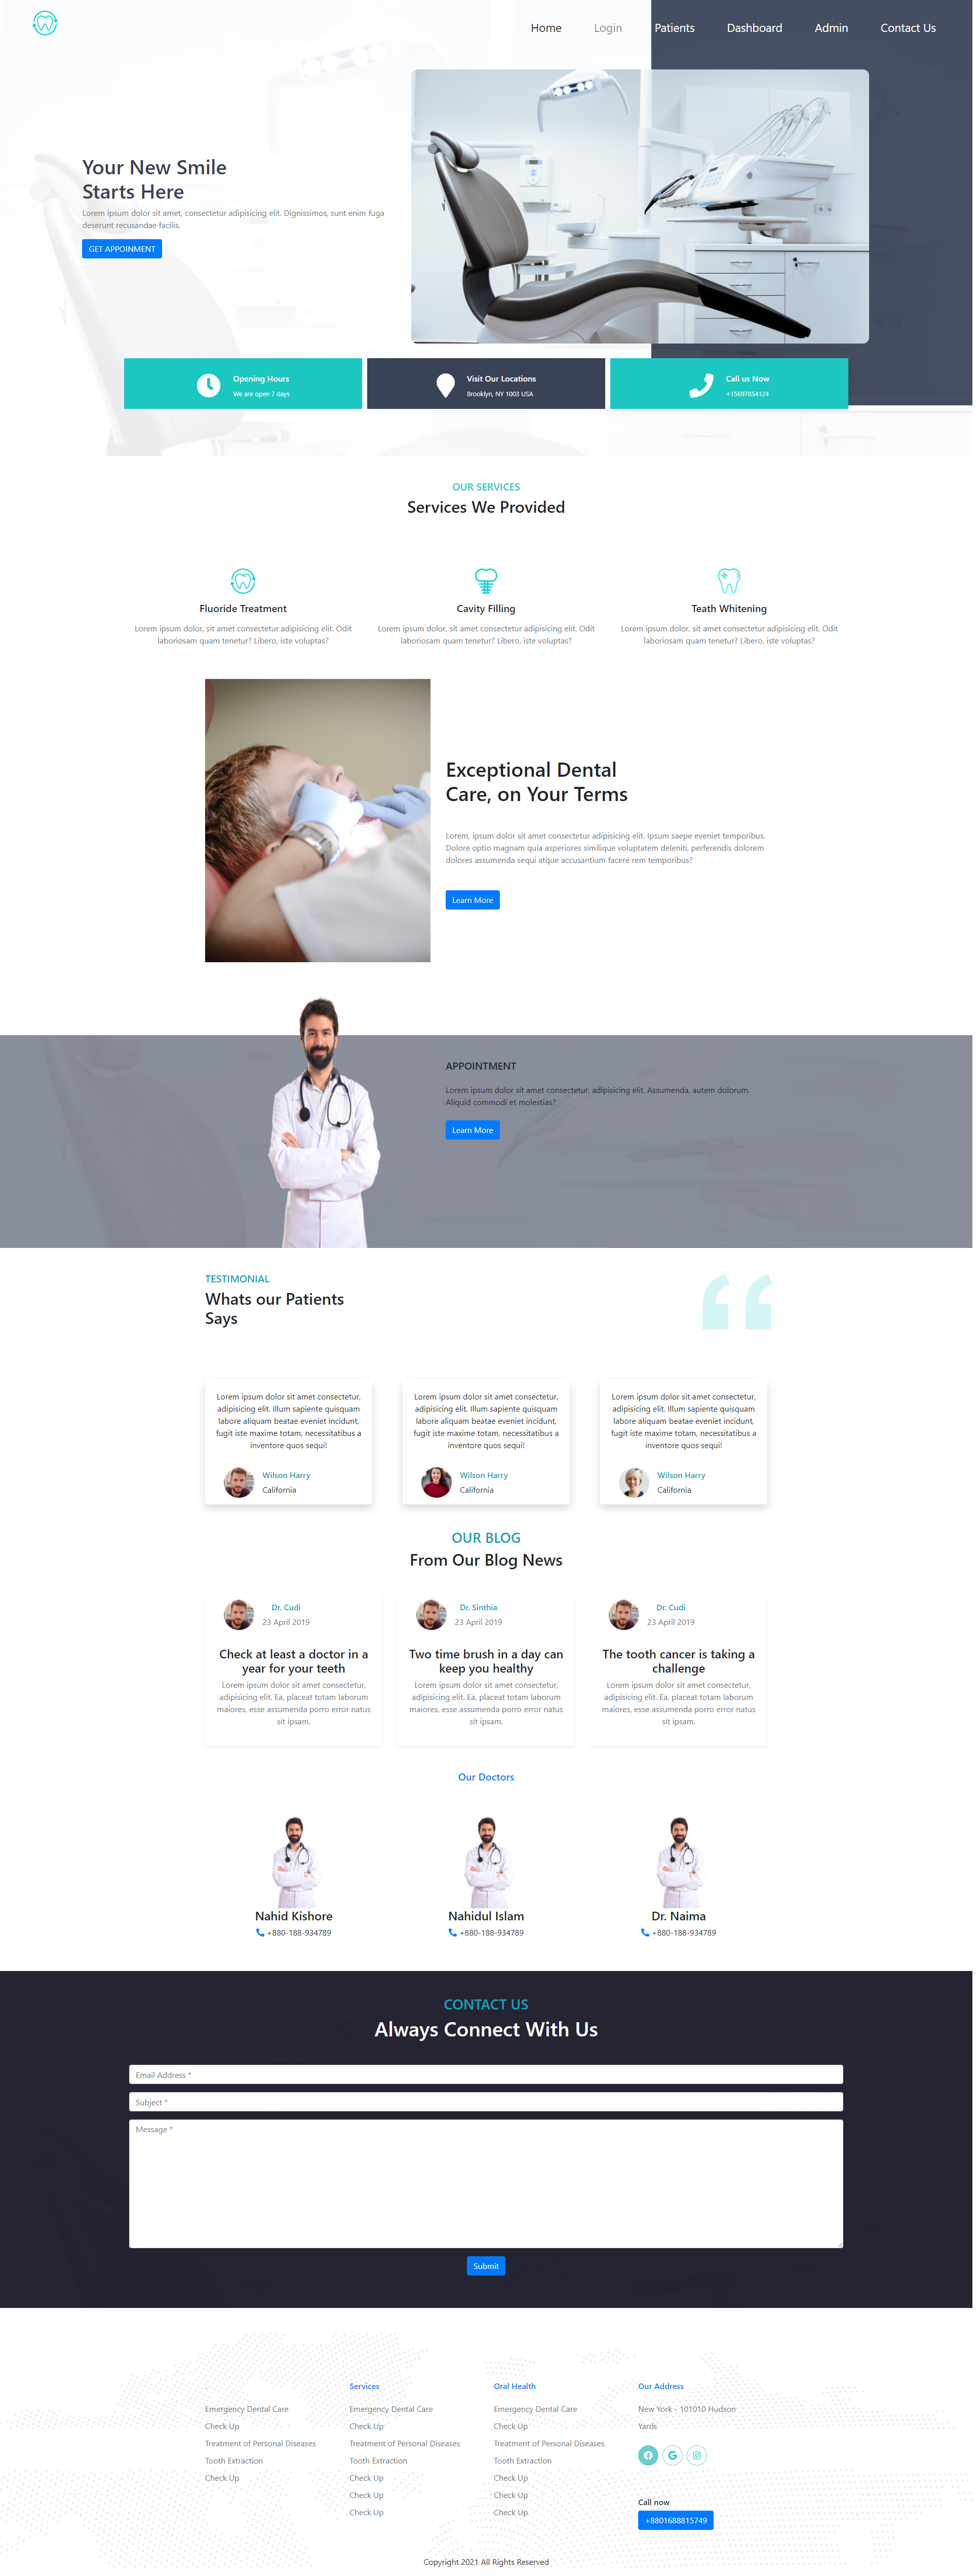 Home Login Patients Dashboard Admin Contact Us
Your New Smile
Starts Here
Lorem ipsum dolor sit amet, consectetur adipisicing elit. Dignissimos, sunt enim fuga
deserunt recusandae facilis.
GET APPOINMENT
Opening Hours
We are open 7 days
Visit Our Locations
Brooklyn, NY 1003 USA
Call us Now
+15697854124
OUR SERVICES
Services We Provided
Fluoride Treatment
Lorem ipsum dolor, sit amet consectetur adipisicing elit. Odit
laboriosam quam tenetur? Libero, iste voluptas?
Cavity Filling
Lorem ipsum dolor, sit amet consectetur adipisicing elit. Odit
laboriosam quam tenetur? Libero, iste voluptas?
Teath Whitening
Lorem ipsum dolor, sit amet consectetur adipisicing elit. Odit
laboriosam quam tenetur? Libero, iste voluptas?
Exceptional Dental
Care, on Your Terms
Lorem, ipsum dolor sit amet consectetur adipisicing elit. Ipsum saepe eveniet temporibus.
Dolore optio magnam quia asperiores similique voluptatem deleniti, perferendis dolorem
dolores assumenda sequi atque accusantium facere rem temporibus?
Learn More
APPOINTMENT
Lorem ipsum dolor sit amet consectetur, adipisicing elit. Assumenda, autem dolorum.
Aliquid commodi et molestias?
Learn More
TESTIMONIAL
Whats our Patients
Says
Lorem ipsum dolor sit amet consectetur,
adipisicing elit. Illum sapiente quisquam
labore aliquam beatae eveniet incidunt,
fugit iste maxime totam, necessitatibus a
inventore quos sequi!
Wilson Harry
California
Lorem ipsum dolor sit amet consectetur,
adipisicing elit. Illum sapiente quisquam
labore aliquam beatae eveniet incidunt,
fugit iste maxime totam, necessitatibus a
inventore quos sequi!
Wilson Harry
California
Lorem ipsum dolor sit amet consectetur,
adipisicing elit. Illum sapiente quisquam
labore aliquam beatae eveniet incidunt,
fugit iste maxime totam, necessitatibus a
inventore quos sequi!
Wilson Harry
California
OUR BLOG
From Our Blog News
Dr. Cudi
23 April 2019
Check at least a doctor in a
year for your teeth
Lorem ipsum dolor sit amet consectetur,
adipisicing elit. Ea, placeat totam laborum
maiores, esse assumenda porro error natus
sit ipsam.
Dr. Sinthia
23 April 2019
Two time brush in a day can
keep you healthy
Lorem ipsum dolor sit amet consectetur,
adipisicing elit. Ea, placeat totam laborum
maiores, esse assumenda porro error natus
sit ipsam.
Dr. Cudi
23 April 2019
The tooth cancer is taking a
challenge
Lorem ipsum dolor sit amet consectetur,
adipisicing elit. Ea, placeat totam laborum
maiores, esse assumenda porro error natus
sit ipsam.
Our Doctors
Nahid Kishore
+880-188-934789
Nahidul Islam
+880-188-934789
Dr. Naima
+880-188-934789
CONTACT US
Always Connect With Us
Email Address *
Subject *
Message *
Submit
.
Emergency Dental Care
Check Up
Treatment of Personal Diseases
Tooth Extraction
Check Up
Services
Emergency Dental Care
Check Up
Treatment of Personal Diseases
Tooth Extraction
Check Up
Check Up
Check Up
Oral Health
Emergency Dental Care
Check Up
Treatment of Personal Diseases
Tooth Extraction
Check Up
Check Up
Check Up
Our Address
New York - 101010 Hudson
Yards
Call now
+8801688815749
Copyright 2021 All Rights Reserved